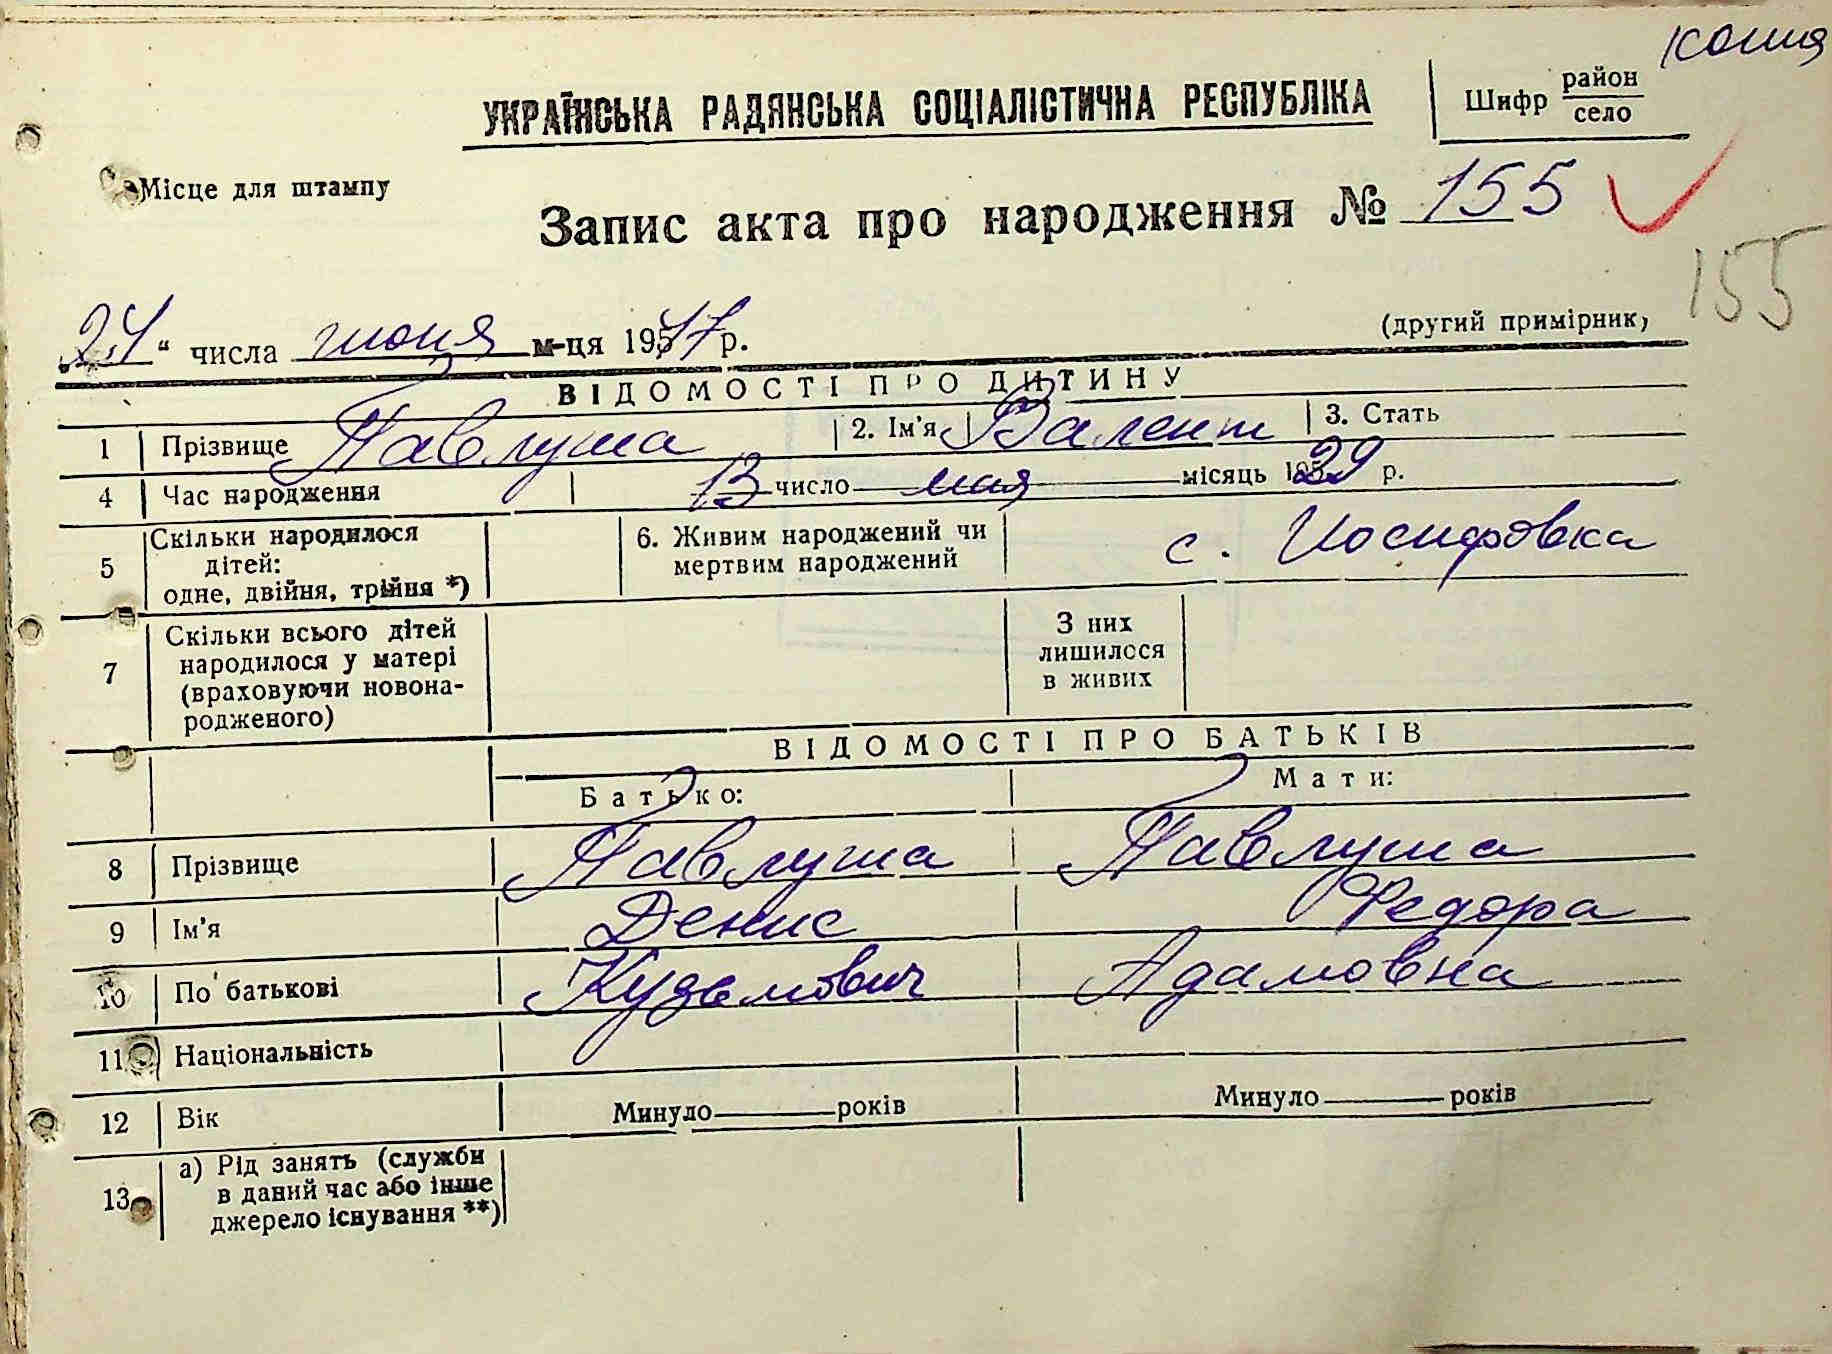 копия
УКРАЇНСЬКА РАДЯНСЬКА СОЦІАЛІСТИЧНА РЕСПУБЛІКА
Шифр район
село
Місце для штампу
Запис акта про народження № 155
155
24 " числа июня м-ця 1947 р.
(другий примірник)
ВІДОМОСТІ ПРО ДИТИНУ
1 Прізвище Павлуша 2. Ім'я Валент 3. Стать
4 Час народження 13 число мая місяць 1929 р.
5 Скільки народилося дітей: одне, двійня, трійня *) 6. Живим народжений чи мертвим народжений с. Иосифовка
7 Скільки всього дітей народилося у матері (враховуючи новонародженого) З них лишилося в живих
ВІДОМОСТІ ПРО БАТЬКІВ
Батько: Мати:
8 Прізвище Павлуша Павлуша
9 Ім'я Денис Федора
10 По батькові Кузьмович Адамовна
11 Національність
12 Вік Минуло років Минуло років
13 а) Рід занять (служби в даний час або інше джерело існування **)